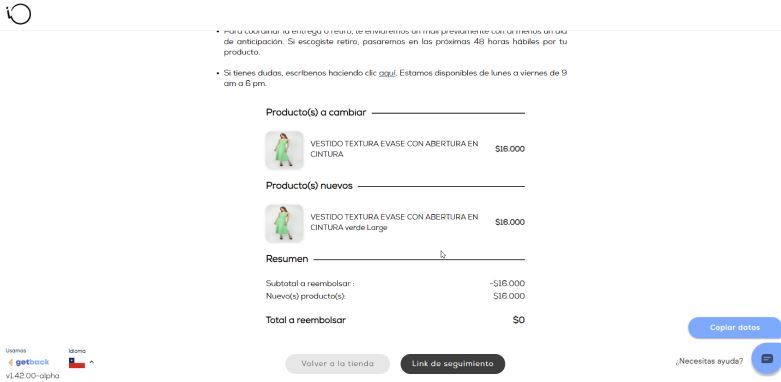 iO
Para coordinar la entrega o retiro, te enviaremos un mail previamente con al menos un día
de anticipación. Si escogiste retiro, pasaremos en las próximas 48 horas hábiles por tu
producto.
Si tienes dudas, escríbenos haciendo clic aquí. Estamos disponibles de lunes a viernes de 9
am a 6 pm.
Producto(s) a cambiar
VESTIDO TEXTURA EVASE CON ABERTURA EN
CINTURA
$16.000
Producto(s) nuevos
VESTIDO TEXTURA EVASE CON ABERTURA EN
CINTURA verde Large
$16.000
Resumen
Subtotal a reembolsar : -$16.000
Nuevo(s) producto(s): $16.000
Total a reembolsar $0
Copiar datos
Usamos
getback
v1.42.00-alpha
Idioma
Volver a la tienda
Link de seguimiento
¿Necesitas ayuda?